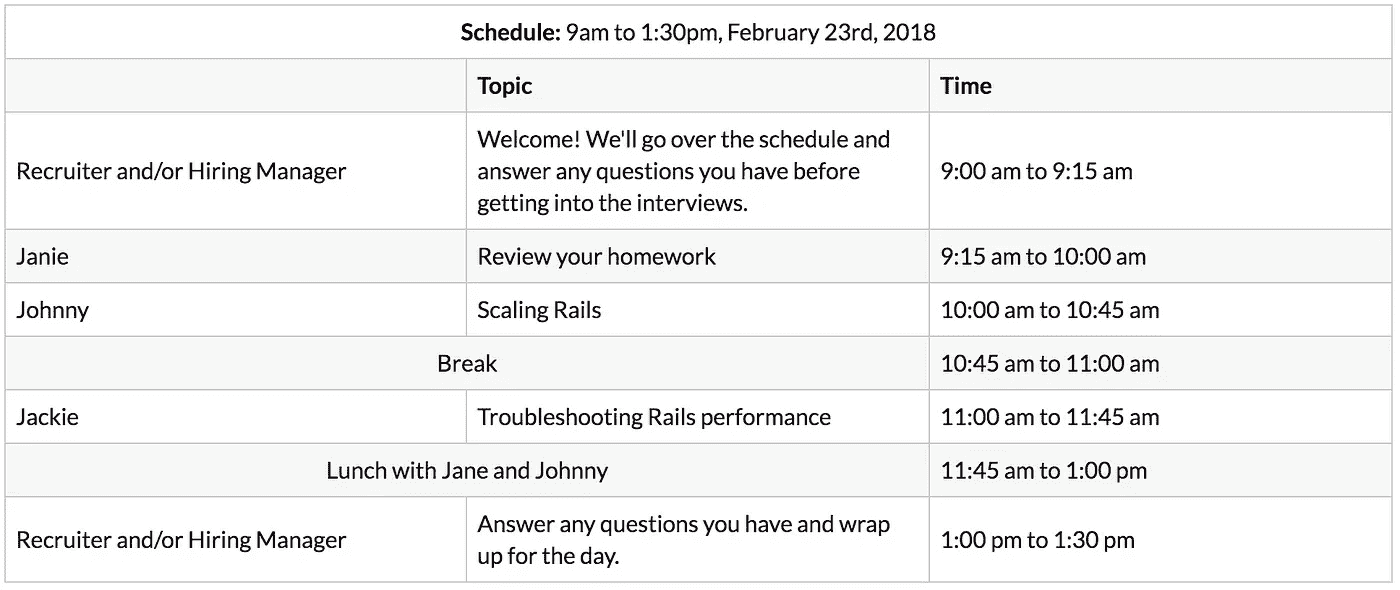 Schedule: 9am to 1:30pm, February 23rd, 2018
Topic
Time
Recruiter and/or Hiring Manager
Welcome! We'll go over the schedule and
answer any questions you have before
getting into the interviews.
9:00 am to 9:15 am
Janie
Review your homework
9:15 am to 10:00 am
Johnny
Scaling Rails
10:00 am to 10:45 am
Break
10:45 am to 11:00 am
Jackie
Troubleshooting Rails performance
11:00 am to 11:45 am
Lunch with Jane and Johnny
11:45 am to 1:00 pm
Recruiter and/or Hiring Manager
Answer any questions you have and wrap
up for the day.
1:00 pm to 1:30 pm